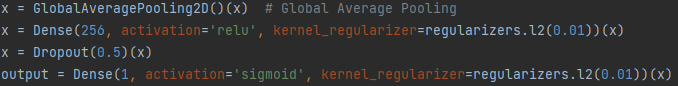 x = GlobalAveragePooling2D()(x)  # Global Average Pooling
x = Dense(256, activation='relu', kernel_regularizer=regularizers.l2(0.01))(x)
x = Dropout(0.5)(x)
output = Dense(1, activation='sigmoid', kernel_regularizer=regularizers.l2(0.01))(x)